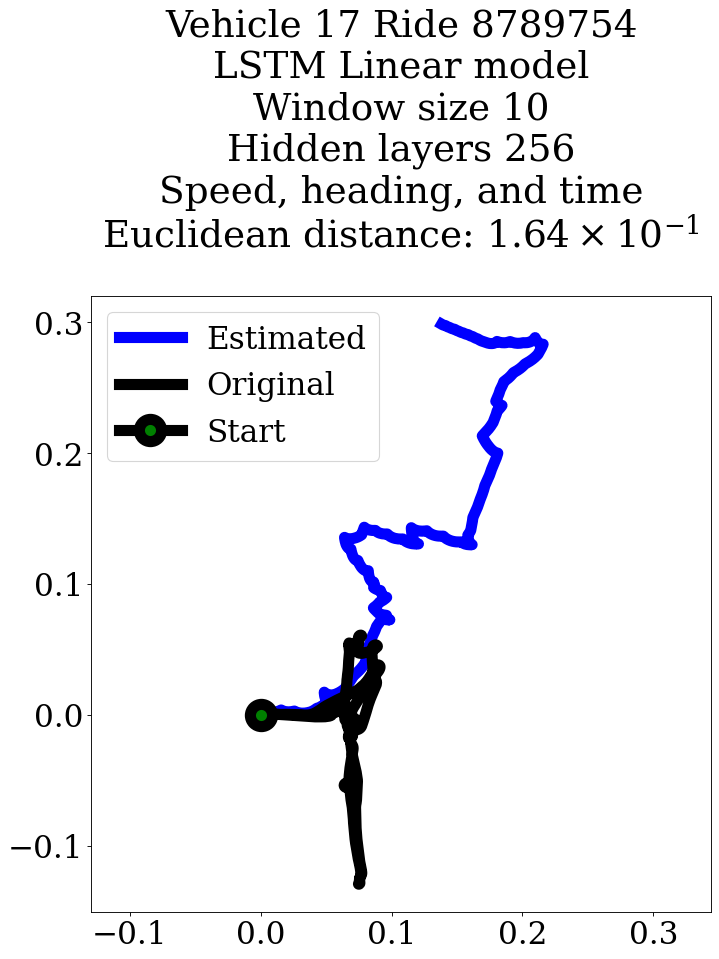 Vehicle 17 Ride 8789754
LSTM Linear model
Window size 10
Hidden layers 256
Speed, heading, and time
Euclidean distance: 1.64 × 10⁻¹
Estimated
Original
Start
0.3
0.2
0.1
0.0
−0.1
−0.1 0.0 0.1 0.2 0.3